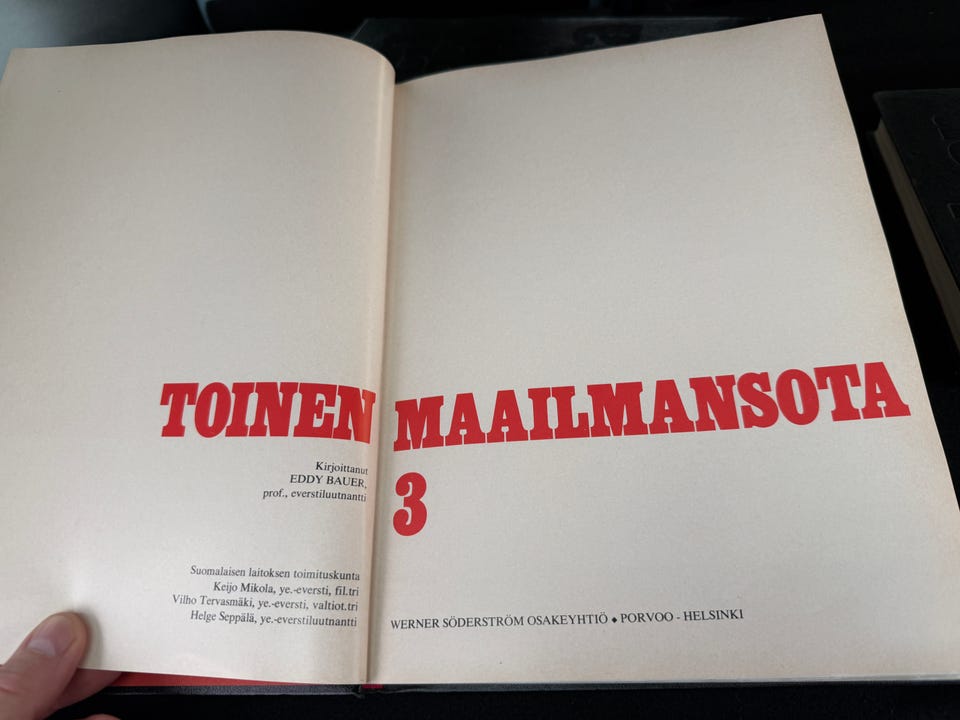 TOINEN MAAILMANSOTA
3
Kirjoittanut
EDDY BAUER,
prof., everstiluutnantti
Suomalaisen laitoksen toimituskunta
Keijo Mikola, ye.-eversti, fil.tri
Vilho Tervasmäki, ye.-eversti, valtiot.tri
Helge Seppälä, ye.-everstiluutnantti
WERNER SÖDERSTRÖM OSAKEYHTIÖ ♦ PORVOO - HELSINKI